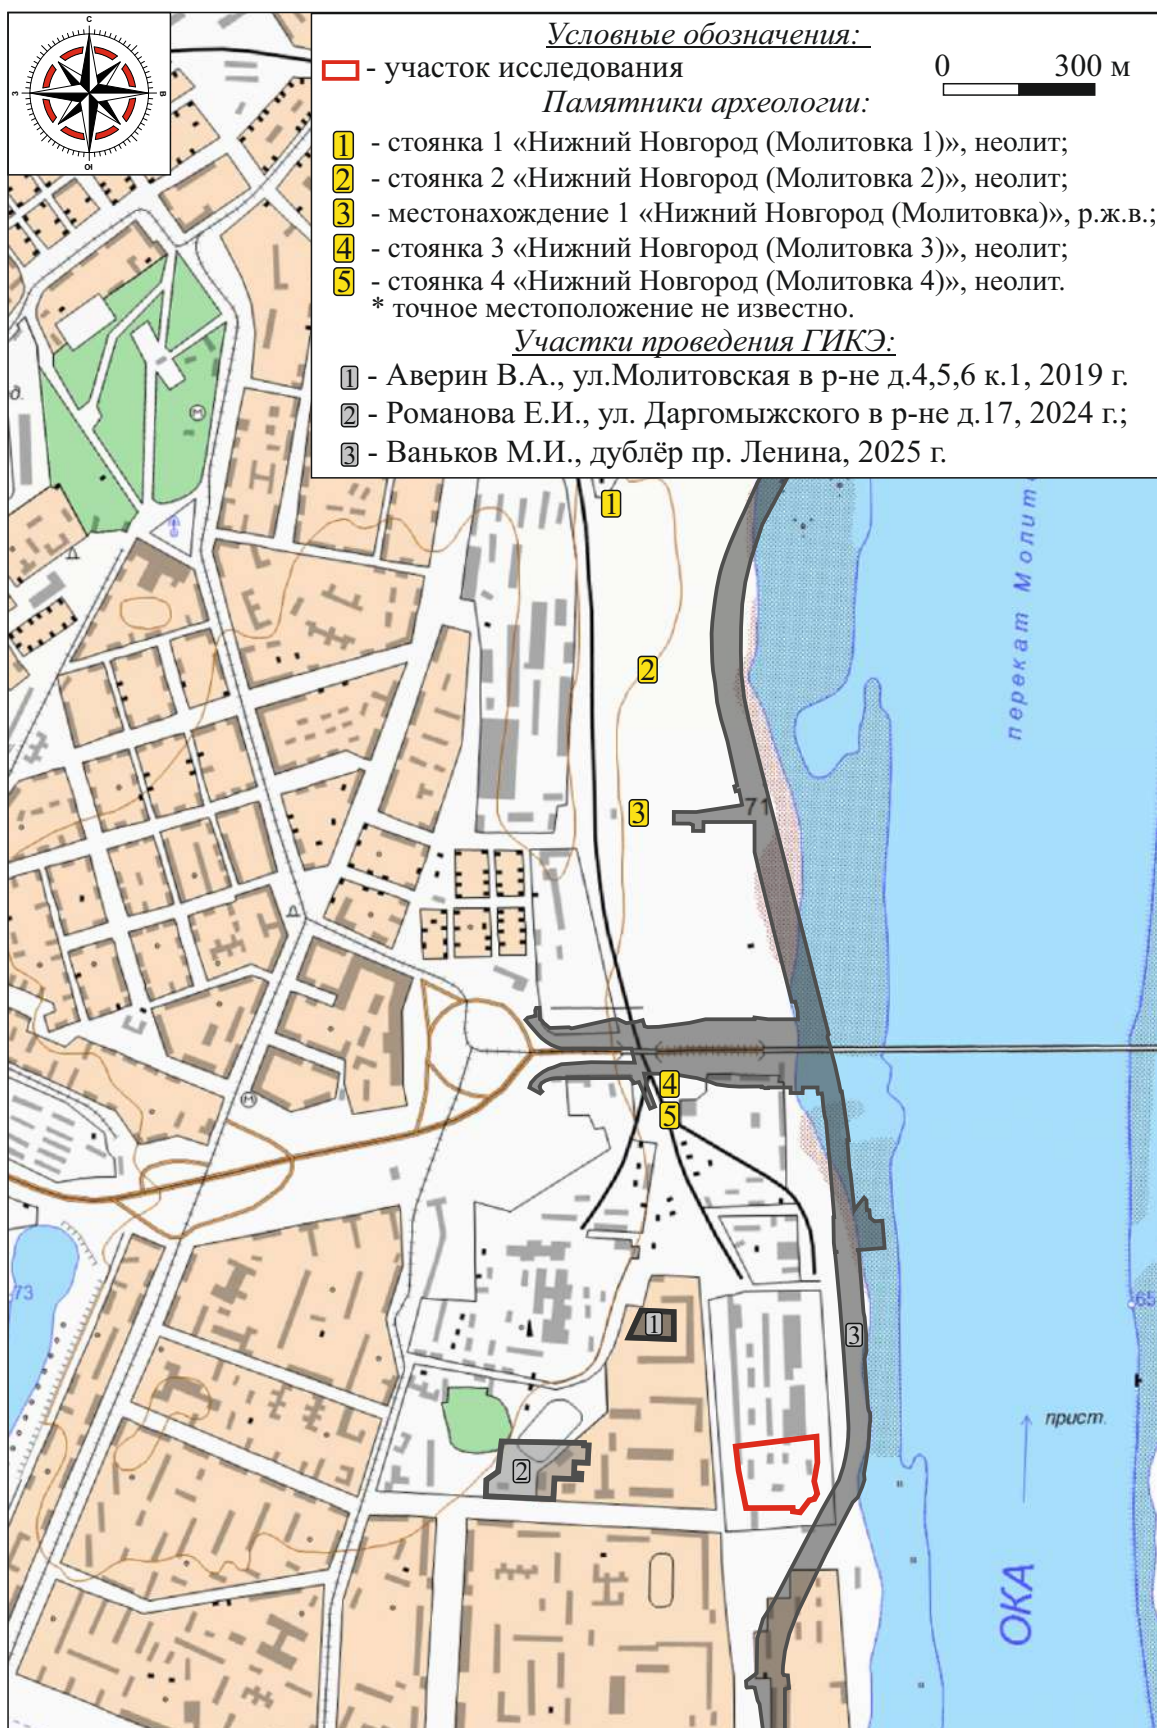 С
З
В
Ю
Условные обозначения:
- участок исследования
0 300 м
Памятники археологии:
1 - стоянка 1 «Нижний Новгород (Молитовка 1)», неолит;
2 - стоянка 2 «Нижний Новгород (Молитовка 2)», неолит;
3 - местонахождение 1 «Нижний Новгород (Молитовка)», р.ж.в.;
4 - стоянка 3 «Нижний Новгород (Молитовка 3)», неолит;
5 - стоянка 4 «Нижний Новгород (Молитовка 4)», неолит.
* точное местоположение не известно.
Участки проведения ГИКЭ:
1 - Аверин В.А., ул.Молитовская в р-не д.4,5,6 к.1, 2019 г.
2 - Романова Е.И., ул. Даргомыжского в р-не д.17, 2024 г.;
3 - Ваньков М.И., дублёр пр. Ленина, 2025 г.
д.
М
1
перекат Молито
2
3
71
М
4
5
73
65
1
3
прист.
2
ОКА